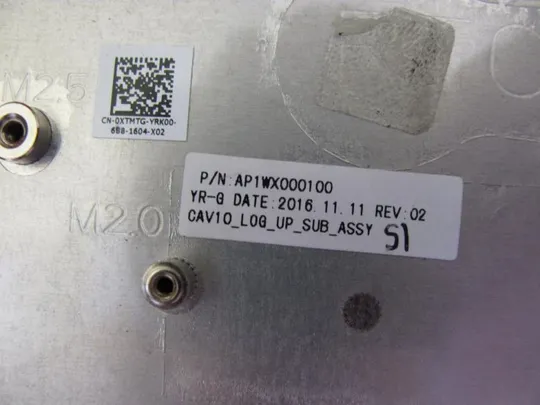 M2.5
CN-0XTMTG-YRK00-
6B8-1604-X02
P/N:AP1WX000100
YR-G DATE:2016.11.11 REV:02
CAV10_LOG_UP_SUB_ASSY S1
M2.0